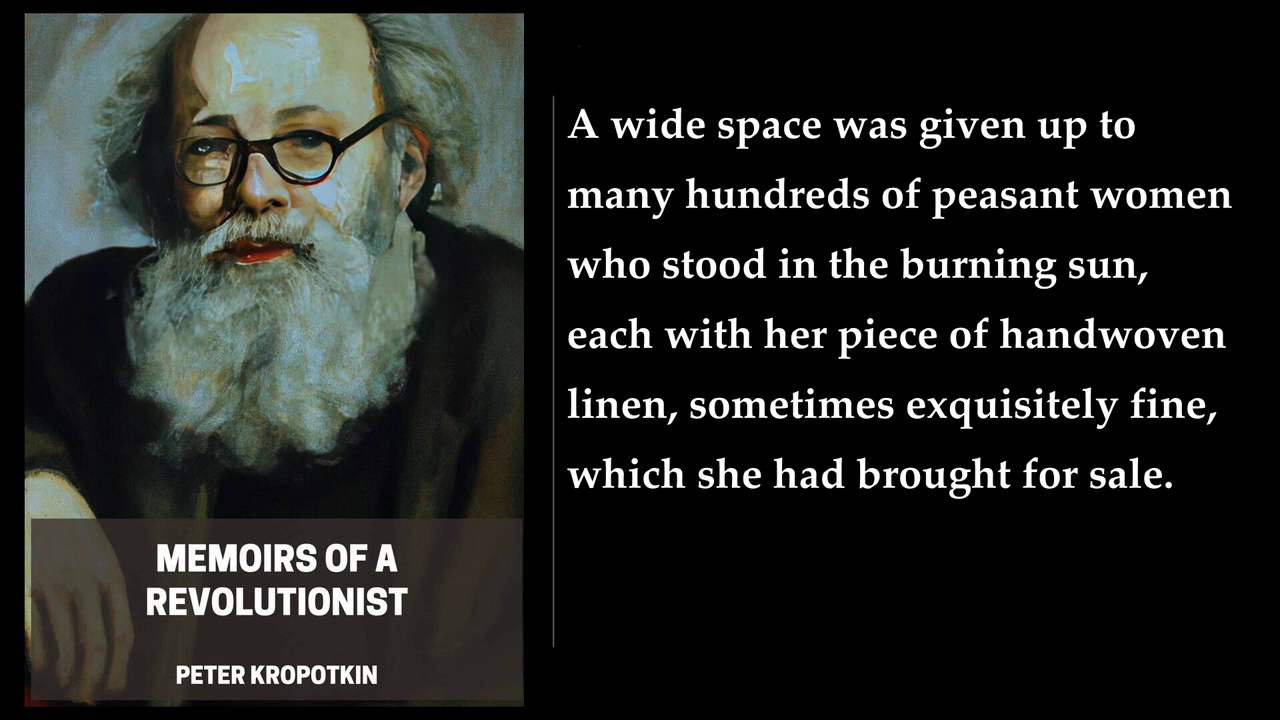 MEMOIRS OF A
REVOLUTIONIST
PETER KROPOTKIN
A wide space was given up to
many hundreds of peasant women
who stood in the burning sun,
each with her piece of handwoven
linen, sometimes exquisitely fine,
which she had brought for sale.